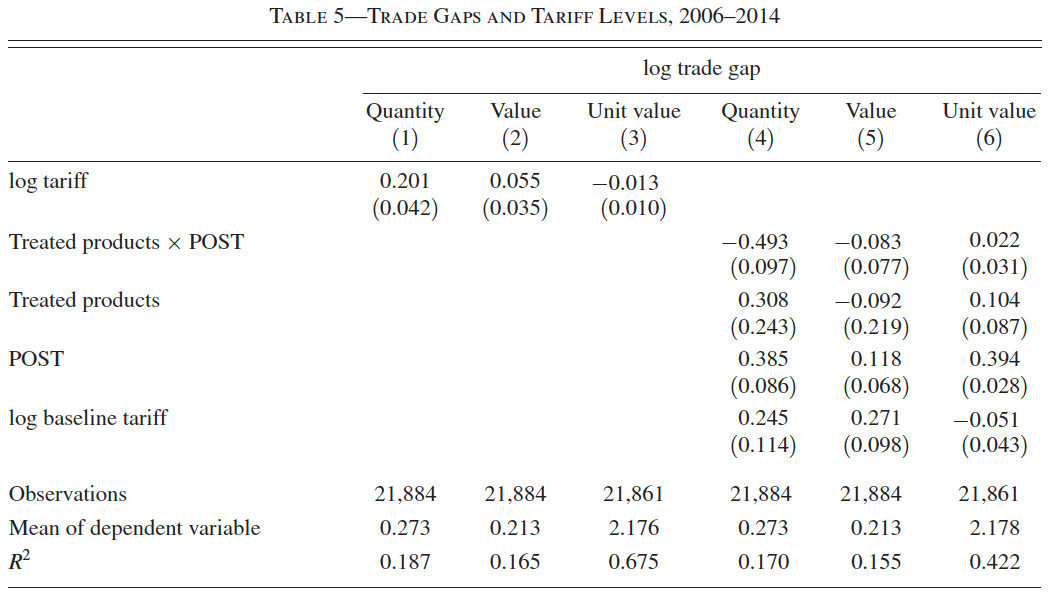 TABLE 5—TRADE GAPS AND TARIFF LEVELS, 2006–2014
log trade gap
Quantity Value Unit value Quantity Value Unit value
(1) (2) (3) (4) (5) (6)
log tariff 0.201 0.055 −0.013
(0.042) (0.035) (0.010)
Treated products × POST −0.493 −0.083 0.022
(0.097) (0.077) (0.031)
Treated products 0.308 −0.092 0.104
(0.243) (0.219) (0.087)
POST 0.385 0.118 0.394
(0.086) (0.068) (0.028)
log baseline tariff 0.245 0.271 −0.051
(0.114) (0.098) (0.043)
Observations 21,884 21,884 21,861 21,884 21,884 21,861
Mean of dependent variable 0.273 0.213 2.176 0.273 0.213 2.178
R² 0.187 0.165 0.675 0.170 0.155 0.422